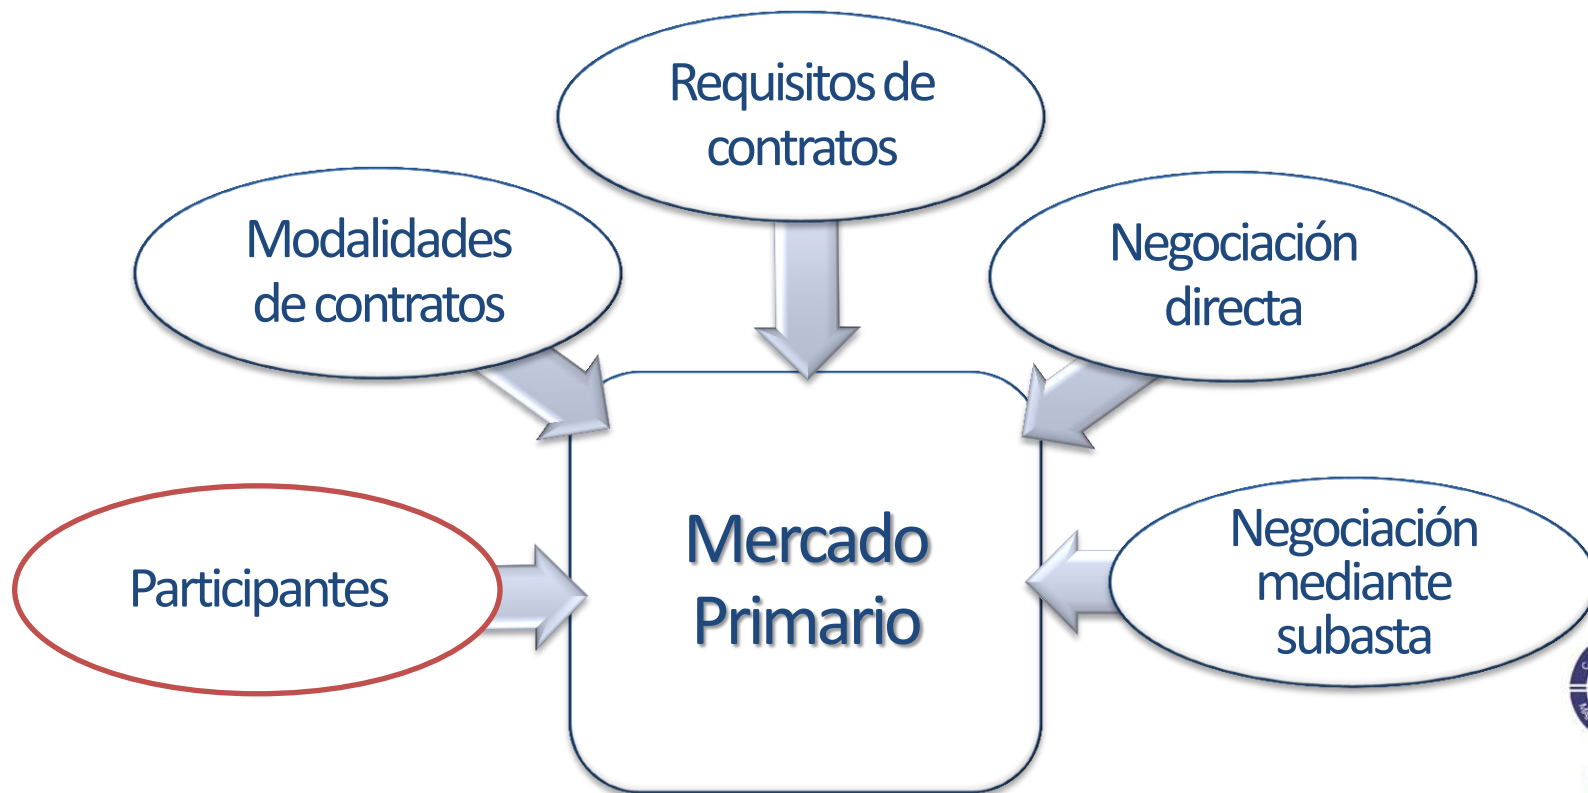 Requisitos de
contratos
Modalidades
de contratos
Negociación
directa
Participantes
Mercado
Primario
Negociación
mediante
subasta